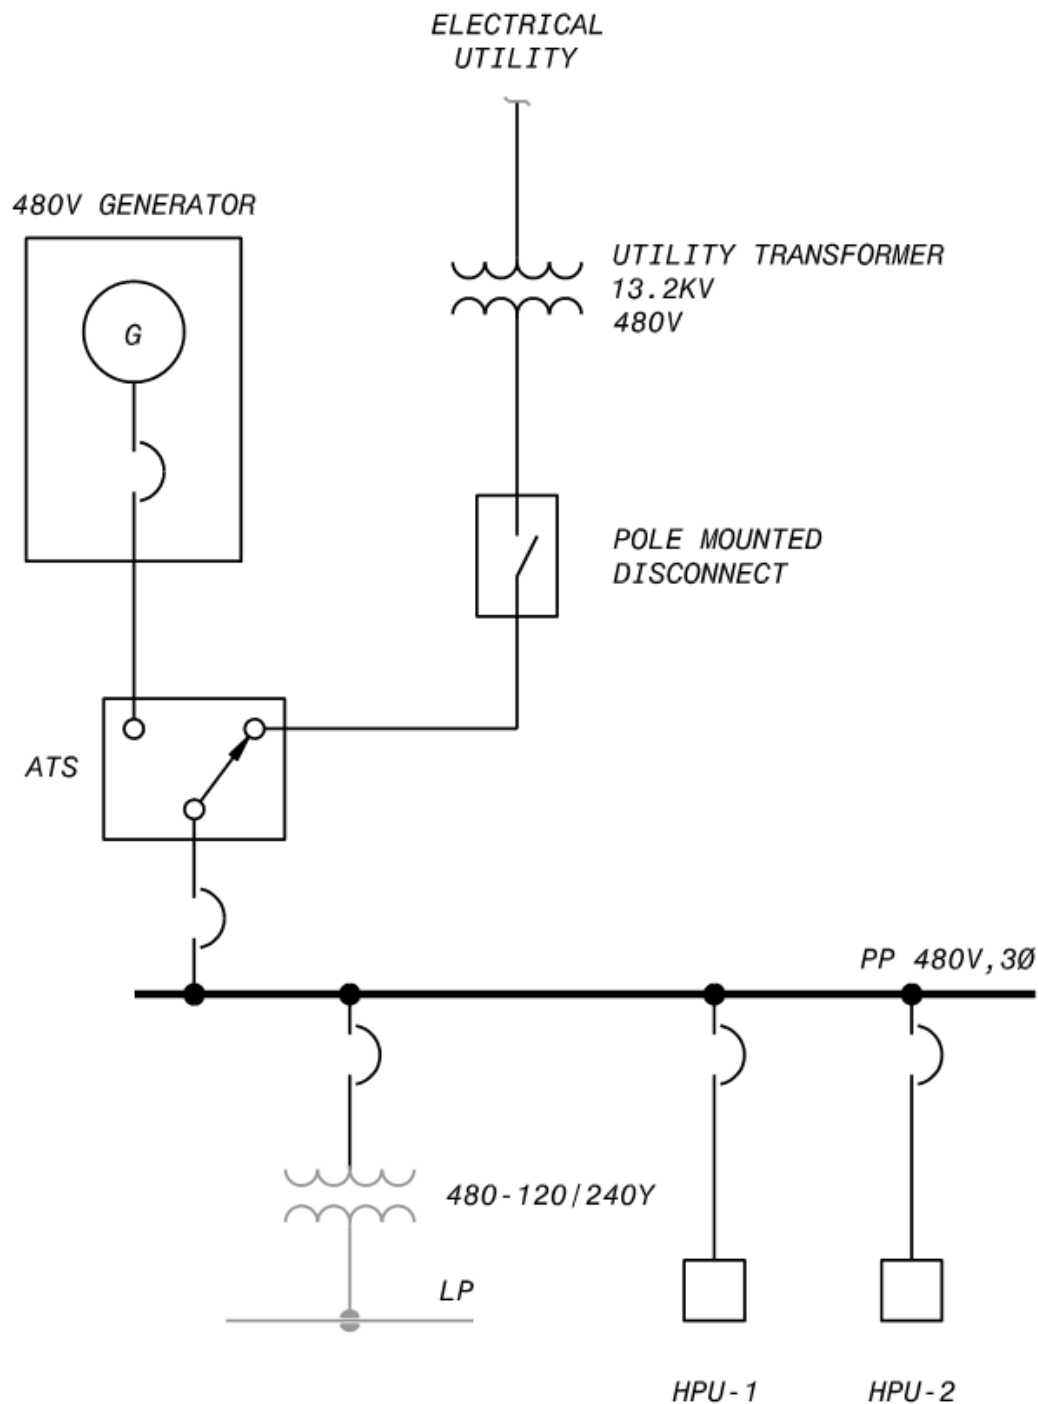 ELECTRICAL
UTILITY
480V GENERATOR
G
UTILITY TRANSFORMER
13.2KV
480V
POLE MOUNTED
DISCONNECT
ATS
PP 480V,3Ø
480-120/240Y
LP
HPU-1
HPU-2